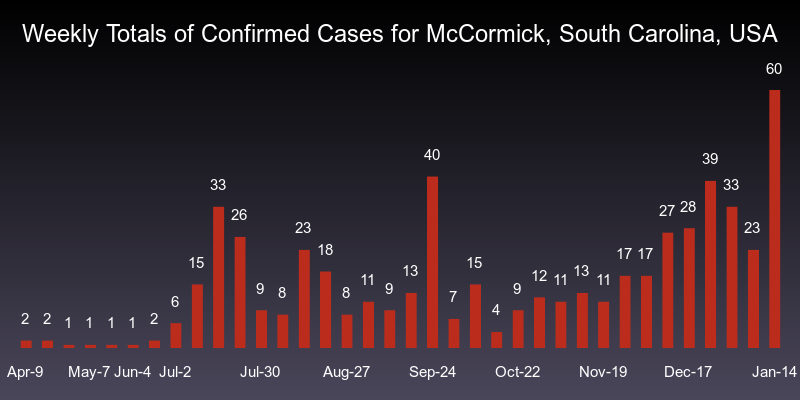 Weekly Totals of Confirmed Cases for McCormick, South Carolina, USA
2 2 1 1 1 1 2 6 15 33 26 9 8 23 18 8 11 9 13 40 7 15 4 9 12 11 13 11 17 17 27 28 39 33 23 60
Apr-9 May-7 Jun-4 Jul-2 Jul-30 Aug-27 Sep-24 Oct-22 Nov-19 Dec-17 Jan-14